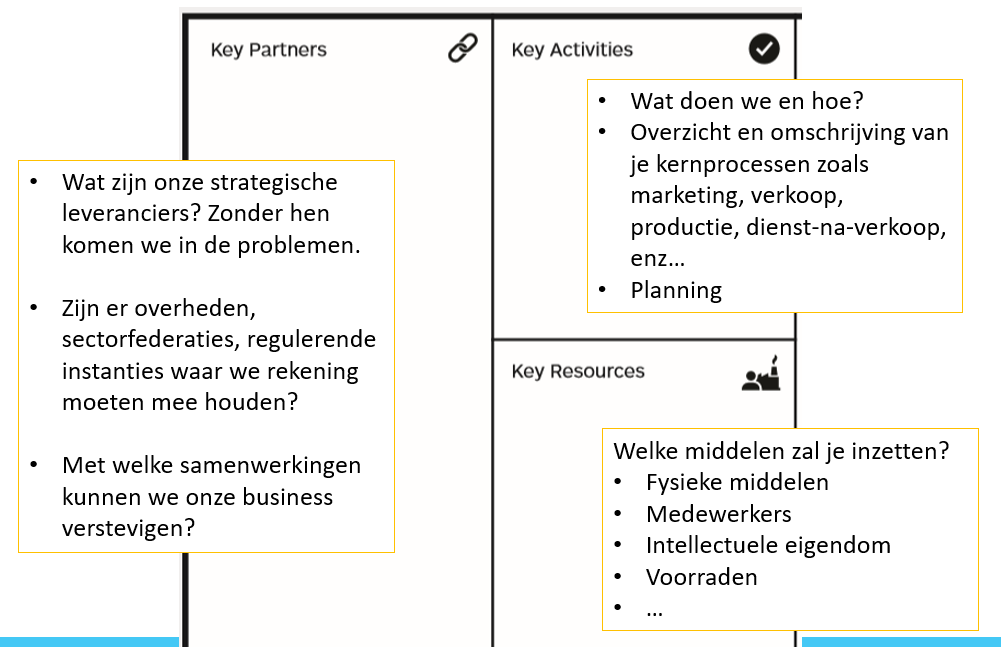 Key Partners
• Wat zijn onze strategische
leveranciers? Zonder hen
komen we in de problemen.
• Zijn er overheden,
sectorfederaties, regulerende
instanties waar we rekening
moeten mee houden?
• Met welke samenwerkingen
kunnen we onze business
verstevigen?
Key Activities
• Wat doen we en hoe?
• Overzicht en omschrijving van
je kernprocessen zoals
marketing, verkoop,
productie, dienst-na-verkoop,
enz…
• Planning
Key Resources
Welke middelen zal je inzetten?
• Fysieke middelen
• Medewerkers
• Intellectuele eigendom
• Voorraden
• …